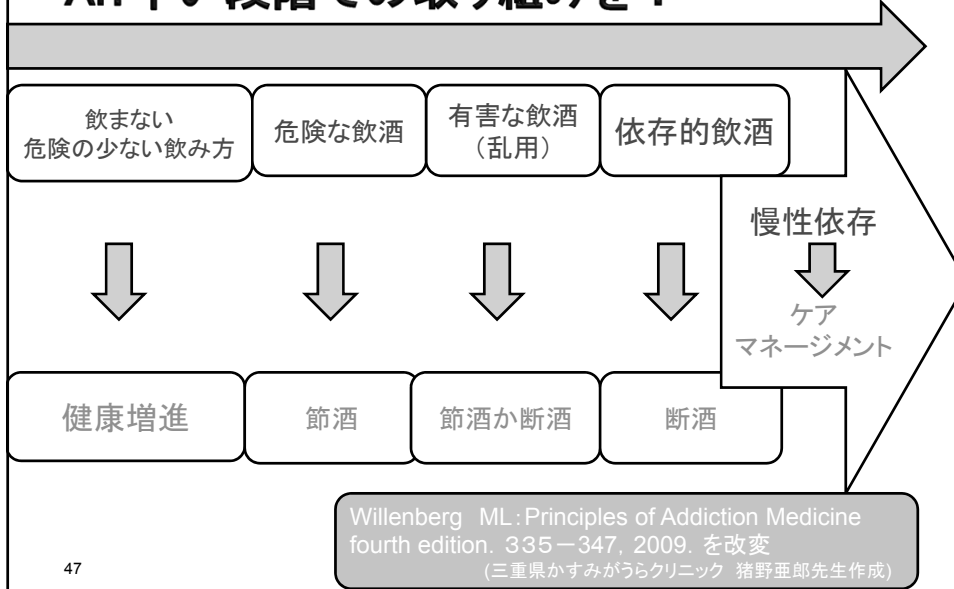 段階での取り組みを！
飲まない
危険の少ない飲み方
危険な飲酒
有害な飲酒
（乱用）
依存的飲酒
慢性依存
ケア
マネージメント
健康増進
節酒
節酒か断酒
断酒
Willenberg ML：Principles of Addiction Medicine
fourth edition. ３３５－３４７, 2009. を改変
(三重県かすみがうらクリニック 猪野亜郎先生作成)
47